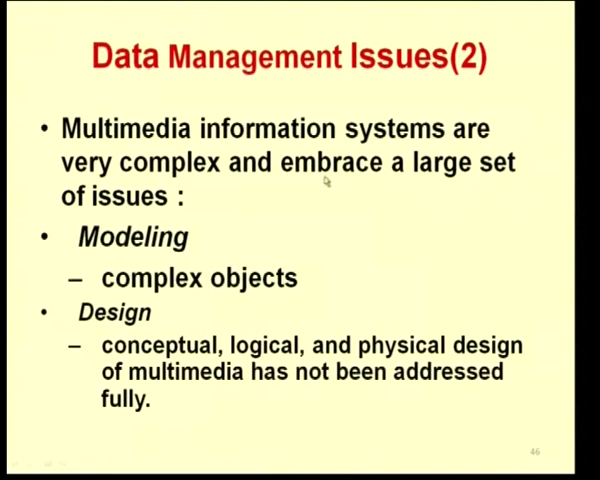 Data Management Issues(2)
• Multimedia information systems are
very complex and embrace a large set
of issues :
• Modeling
– complex objects
• Design
– conceptual, logical, and physical design
of multimedia has not been addressed
fully.
46